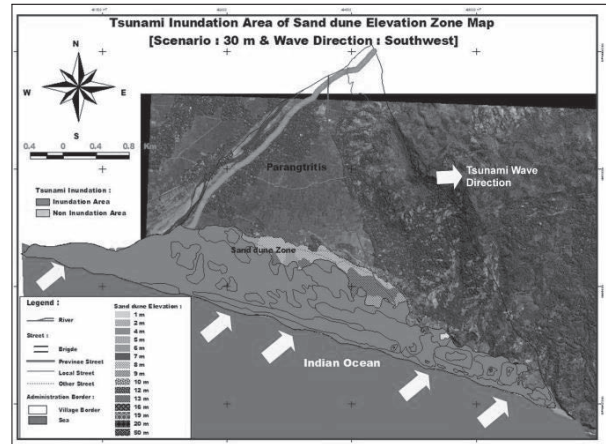 Tsunami Inundation Area of Sand dune Elevation Zone Map
[Scenario : 30 m & Wave Direction : Southwest]
N
W
E
S
0.4 0 0.4 0.8
Km
Tsunami Inundation :
Inundation Area
Non Inundation Area
Parangtritis
Tsunami Wave
Direction
Sand dune Zone
Indian Ocean
Legend :
River
Street :
Brigde
Province Street
Local Street
Other Street
Administration Border :
Village Border
Sea
Sand dune Elevation :
1 m
2 m
4 m
5 m
6 m
7 m
8 m
9 m
10 m
12 m
13 m
16 m
19 m
20 m
50 m